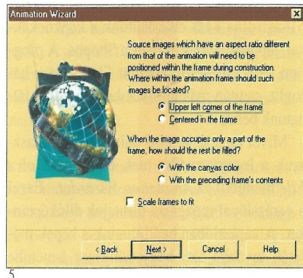 Animation Wizard
Source images which have an aspect ratio different
from that of the animation will need to be
positioned within the frame during construction.
Where within the animation frame should such
images be located?
Upper left corner of the frame
Centered in the frame
When the image occupies only a part of the
frame, how should the rest be filled?
With the canvas color
With the preceding frame's contents
Scale frames to fit
< Back
Next >
Cancel
Help
5